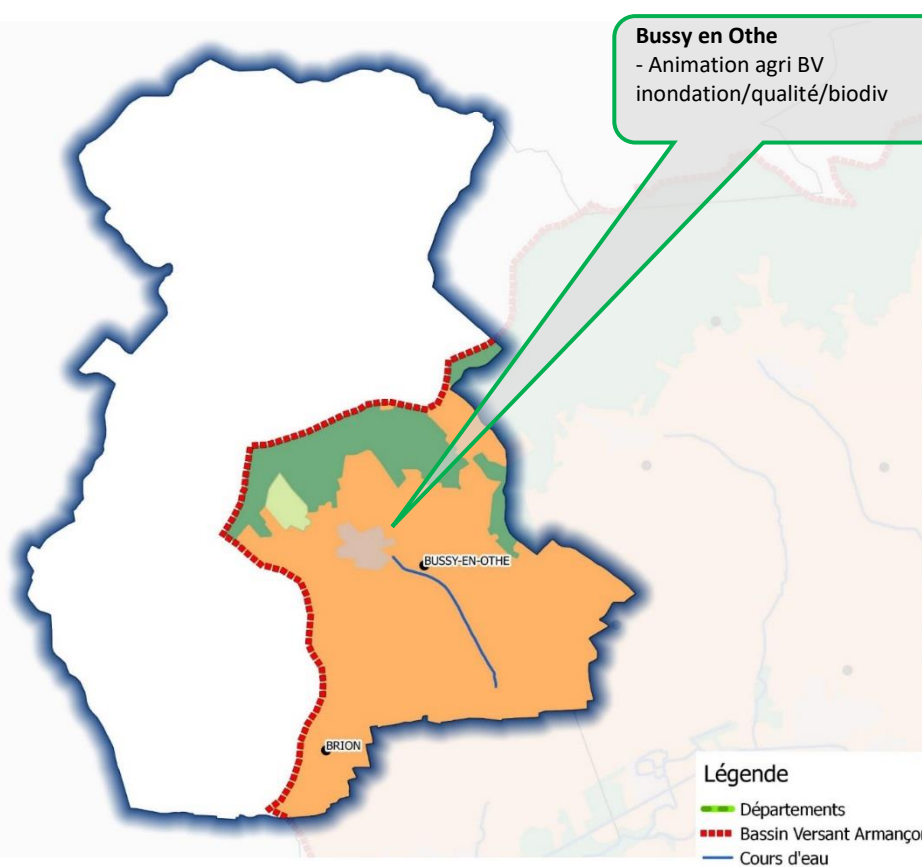 Bussy en Othe
- Animation agri BV
inondation/qualité/biodiv
BUSSY-EN-OTHE
BRION
Légende
Départements
Bassin Versant Armançon
Cours d'eau